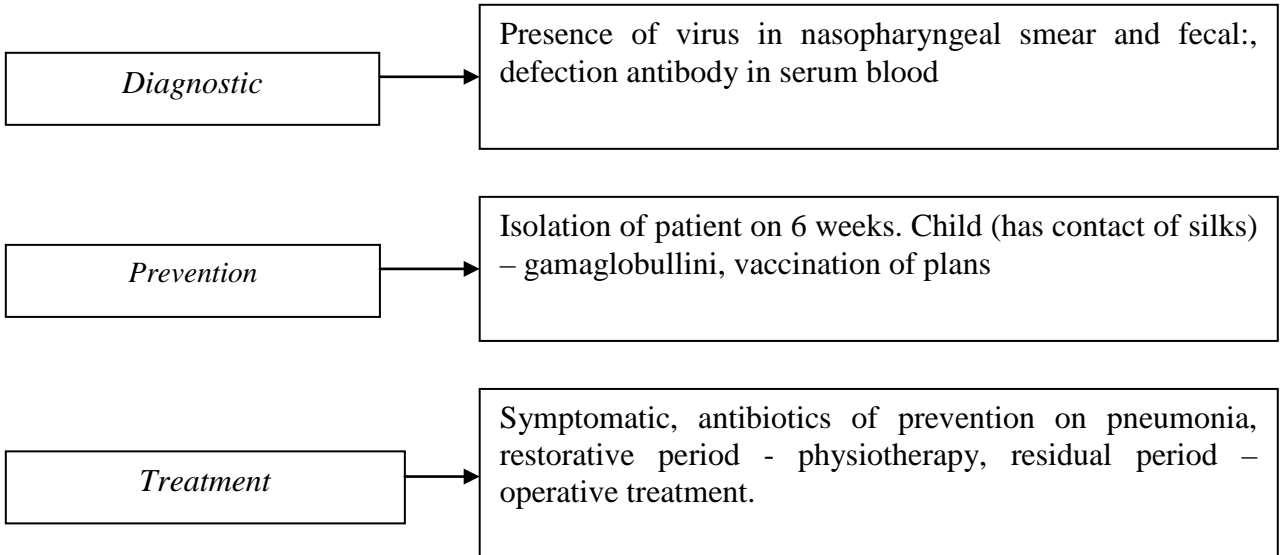 Diagnostic
Presence of virus in nasopharyngeal smear and fecal:,
defection antibody in serum blood
Prevention
Isolation of patient on 6 weeks. Child (has contact of silks)
– gamaglobullini, vaccination of plans
Treatment
Symptomatic, antibiotics of prevention on pneumonia,
restorative period - physiotherapy, residual period –
operative treatment.